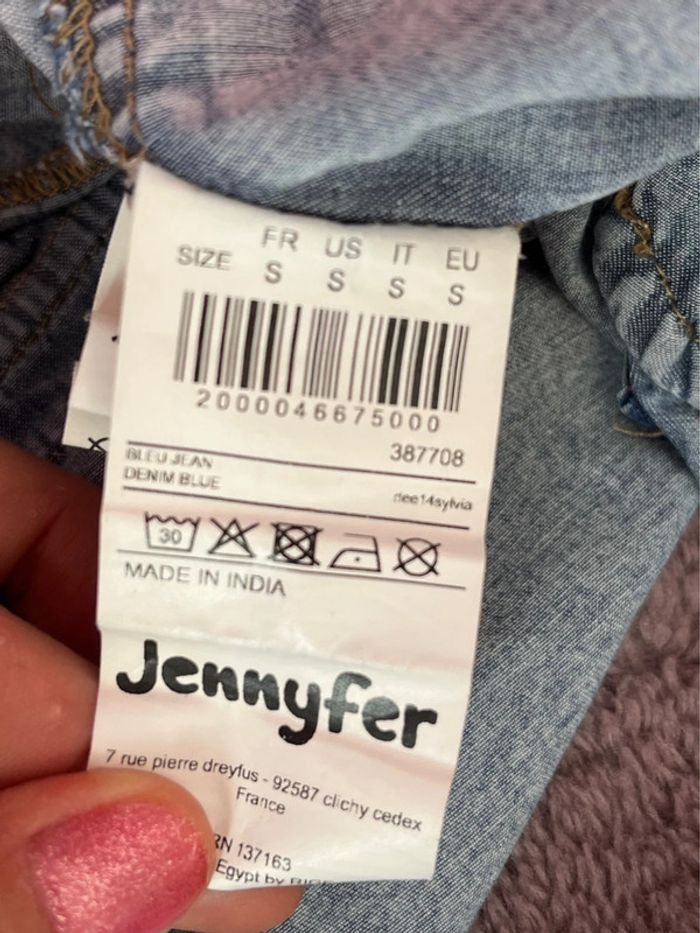 FR US IT EU
SIZE S S S S
2000046675000
387708
BLEU JEAN
DENIM BLUE
ree14sylvia
30
MADE IN INDIA
Jennyfer
7 rue pierre dreyfus - 92587 clichy cedex
France
RN 137163
Egypt by